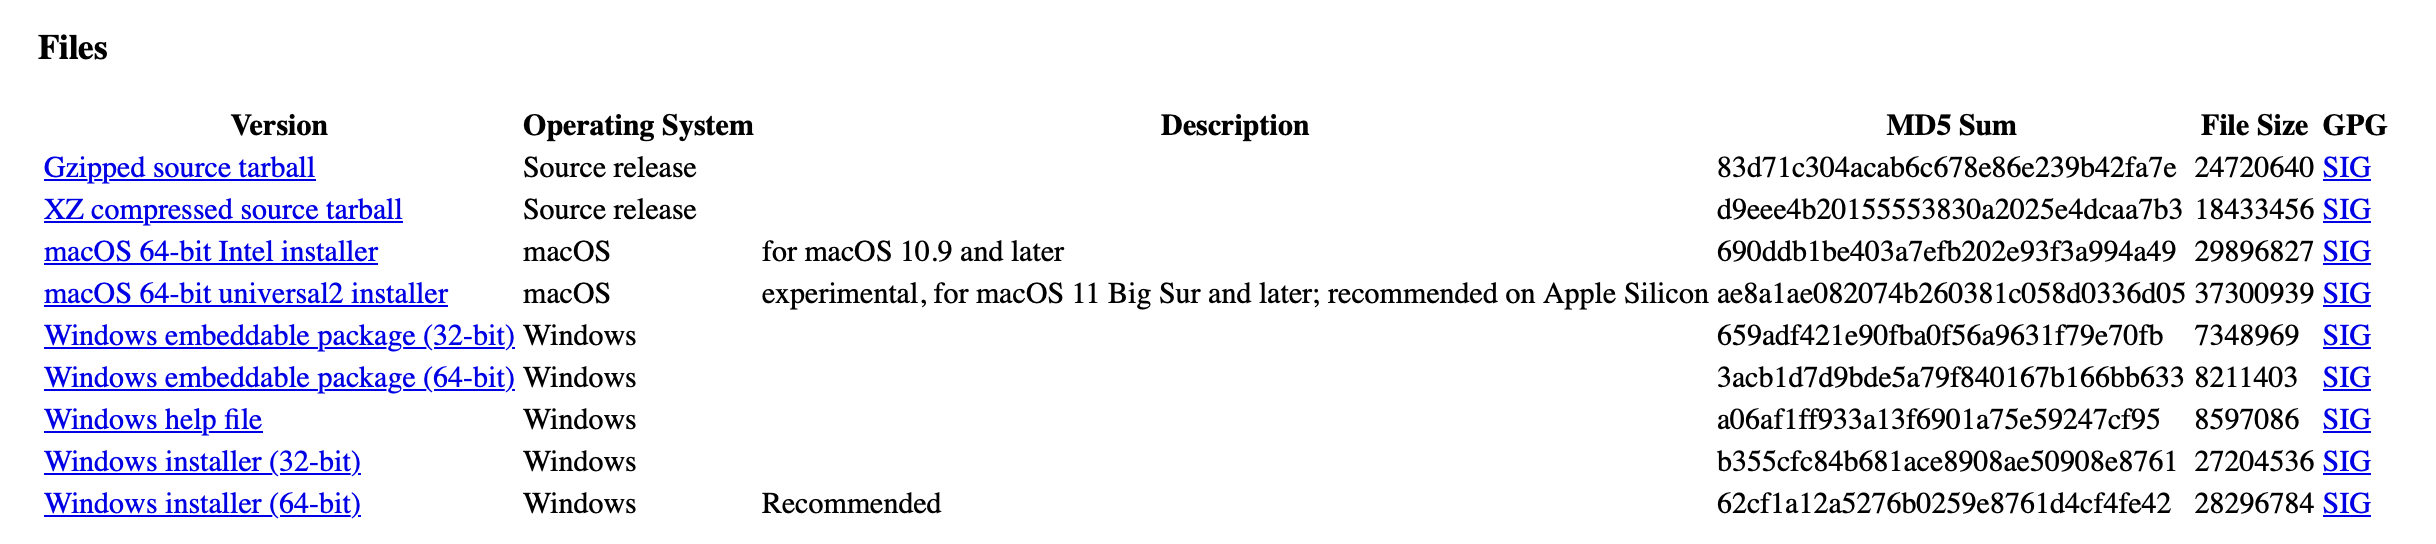 Files
Version Operating System Description MD5 Sum File Size GPG
Gzipped source tarball Source release 83d71c304acab6c678e86e239b42fa7e 24720640 SIG
XZ compressed source tarball Source release d9eee4b20155553830a2025e4dcaa7b3 18433456 SIG
macOS 64-bit Intel installer macOS for macOS 10.9 and later 690ddb1be403a7efb202e93f3a994a49 29896827 SIG
macOS 64-bit universal2 installer macOS experimental, for macOS 11 Big Sur and later; recommended on Apple Silicon ae8a1ae082074b260381c058d0336d05 37300939 SIG
Windows embeddable package (32-bit) Windows 659adf421e90fba0f56a9631f79e70fb 7348969 SIG
Windows embeddable package (64-bit) Windows 3acb1d7d9bde5a79f840167b166bb633 8211403 SIG
Windows help file Windows a06af1ff933a13f6901a75e59247cf95 8597086 SIG
Windows installer (32-bit) Windows b355cfc84b681ace8908ae50908e8761 27204536 SIG
Windows installer (64-bit) Windows Recommended 62cf1a12a5276b0259e8761d4cf4fe42 28296784 SIG